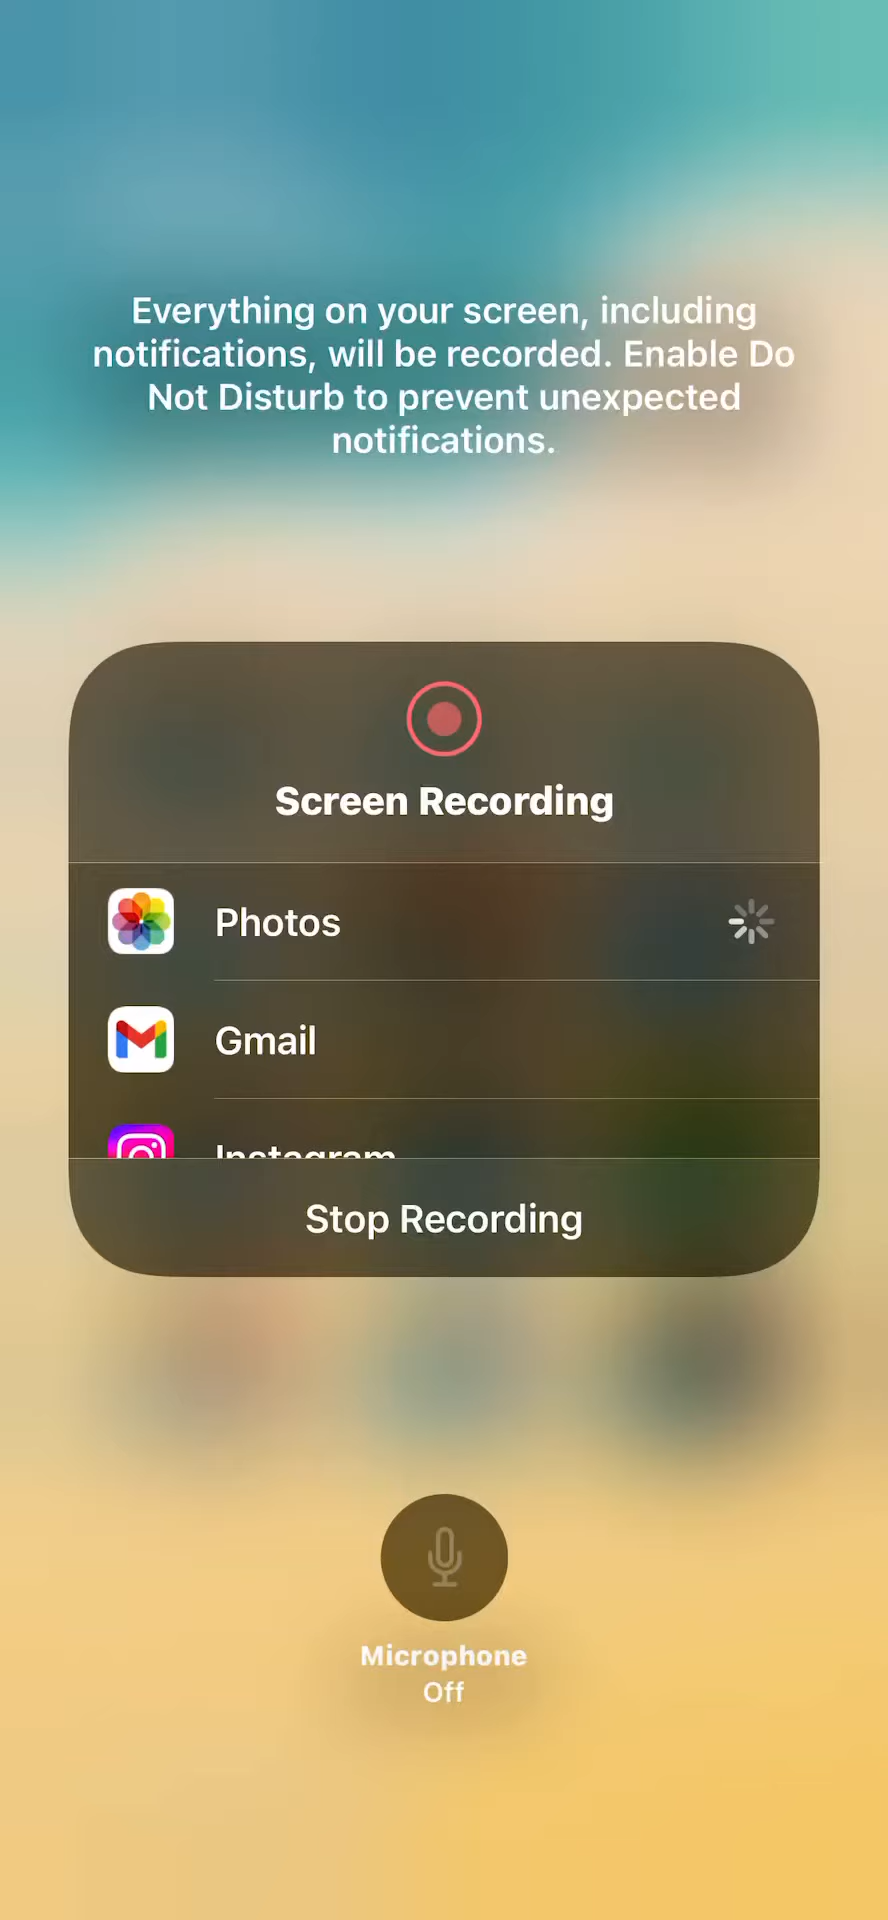 Everything on your screen, including
notifications, will be recorded. Enable Do
Not Disturb to prevent unexpected
notifications.
Screen Recording
Photos
Gmail
Instagram
Stop Recording
Microphone
Off